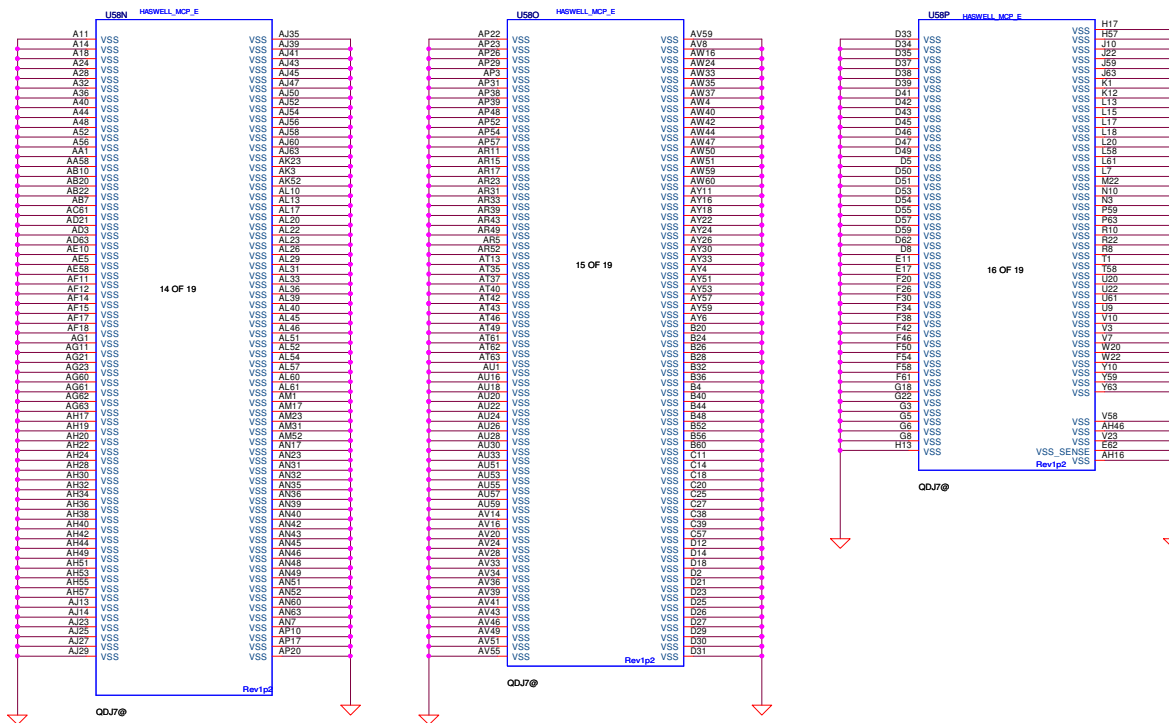 U58N HASWELL_MCP_E
A11 VSS VSS AJ35
A14 VSS VSS AJ39
A18 VSS VSS AJ41
A24 VSS VSS AJ43
A28 VSS VSS AJ45
A32 VSS VSS AJ47
A36 VSS VSS AJ50
A40 VSS VSS AJ52
A44 VSS VSS AJ54
A48 VSS VSS AJ56
A52 VSS VSS AJ58
A56 VSS VSS AJ60
AA1 VSS VSS AJ63
AA58 VSS VSS AK23
AB10 VSS VSS AK3
AB20 VSS VSS AK52
AB22 VSS VSS AL10
AB7 VSS VSS AL13
AC61 VSS VSS AL17
AD21 VSS VSS AL20
AD3 VSS VSS AL22
AD63 VSS VSS AL23
AE10 VSS VSS AL26
AE5 VSS VSS AL29
AE58 VSS VSS AL31
AF11 VSS VSS AL33
AF12 VSS 14 OF 19 VSS AL36
AF14 VSS VSS AL39
AF15 VSS VSS AL40
AF17 VSS VSS AL45
AF18 VSS VSS AL46
AG1 VSS VSS AL51
AG11 VSS VSS AL52
AG21 VSS VSS AL54
AG23 VSS VSS AL57
AG60 VSS VSS AL60
AG61 VSS VSS AL61
AG62 VSS VSS AM1
AG63 VSS VSS AM17
AH17 VSS VSS AM23
AH19 VSS VSS AM31
AH20 VSS VSS AM52
AH22 VSS VSS AN17
AH24 VSS VSS AN23
AH28 VSS VSS AN31
AH30 VSS VSS AN32
AH32 VSS VSS AN35
AH34 VSS VSS AN36
AH36 VSS VSS AN39
AH38 VSS VSS AN40
AH40 VSS VSS AN42
AH42 VSS VSS AN43
AH44 VSS VSS AN45
AH49 VSS VSS AN46
AH51 VSS VSS AN48
AH53 VSS VSS AN49
AH55 VSS VSS AN51
AH57 VSS VSS AN52
AJ13 VSS VSS AN60
AJ14 VSS VSS AN63
AJ23 VSS VSS AN7
AJ25 VSS VSS AP10
AJ27 VSS VSS AP17
AJ29 VSS VSS AP20
Rev1p2
QDJ7@
U58O HASWELL_MCP_E
AP22 VSS VSS AV59
AP23 VSS VSS AV8
AP26 VSS VSS AW16
AP29 VSS VSS AW24
AP3 VSS VSS AW33
AP31 VSS VSS AW35
AP38 VSS VSS AW37
AP39 VSS VSS AW4
AP48 VSS VSS AW40
AP52 VSS VSS AW42
AP54 VSS VSS AW44
AP57 VSS VSS AW47
AR11 VSS VSS AW50
AR15 VSS VSS AW51
AR17 VSS VSS AW59
AR23 VSS VSS AW60
AR31 VSS VSS AY11
AR33 VSS VSS AY16
AR39 VSS VSS AY18
AR43 VSS VSS AY22
AR49 VSS VSS AY24
AR5 VSS VSS AY26
AR52 VSS VSS AY30
AT13 VSS 15 OF 19 VSS AY33
AT35 VSS VSS AY4
AT37 VSS VSS AY51
AT40 VSS VSS AY53
AT42 VSS VSS AY57
AT43 VSS VSS AY59
AT46 VSS VSS AY6
AT49 VSS VSS B20
AT61 VSS VSS B24
AT62 VSS VSS B26
AT63 VSS VSS B28
AU1 VSS VSS B32
AU16 VSS VSS B36
AU18 VSS VSS B4
AU20 VSS VSS B40
AU22 VSS VSS B44
AU24 VSS VSS B48
AU26 VSS VSS B52
AU28 VSS VSS B56
AU30 VSS VSS B60
AU33 VSS VSS C11
AU51 VSS VSS C14
AU53 VSS VSS C18
AU55 VSS VSS C20
AU57 VSS VSS C25
AU59 VSS VSS C27
AV14 VSS VSS C38
AV16 VSS VSS C39
AV20 VSS VSS C57
AV24 VSS VSS D12
AV28 VSS VSS D14
AV33 VSS VSS D18
AV34 VSS VSS D2
AV36 VSS VSS D21
AV39 VSS VSS D23
AV41 VSS VSS D25
AV43 VSS VSS D26
AV46 VSS VSS D27
AV49 VSS VSS D29
AV51 VSS VSS D30
AV55 VSS VSS D31
Rev1p2
QDJ7@
U58P HASWELL_MCP_E
VSS H17
D33 VSS VSS H57
D34 VSS VSS J10
D35 VSS VSS J22
D37 VSS VSS J59
D38 VSS VSS J63
D39 VSS VSS K1
D41 VSS VSS K12
D42 VSS VSS L13
D43 VSS VSS L15
D45 VSS VSS L17
D46 VSS VSS L18
D47 VSS VSS L20
D49 VSS VSS L58
D5 VSS VSS L61
D50 VSS VSS L7
D51 VSS VSS M22
D53 VSS VSS N10
D54 VSS VSS N3
D55 VSS VSS P59
D57 VSS VSS P63
D59 VSS VSS R10
D62 VSS VSS R22
D8 VSS VSS R8
E11 VSS 16 OF 19 VSS T1
E17 VSS VSS T58
F20 VSS VSS U20
F26 VSS VSS U22
F30 VSS VSS U61
F34 VSS VSS U9
F38 VSS VSS V10
F42 VSS VSS V3
F46 VSS VSS V7
F50 VSS VSS W20
F54 VSS VSS W22
F58 VSS VSS Y10
F61 VSS VSS Y59
G18 VSS VSS Y63
G22 VSS
G3 VSS
G5 VSS VSS V58
G6 VSS VSS AH46
G8 VSS VSS V23
H13 VSS VSS_SENSE E62
VSS AH16
Rev1p2
QDJ7@